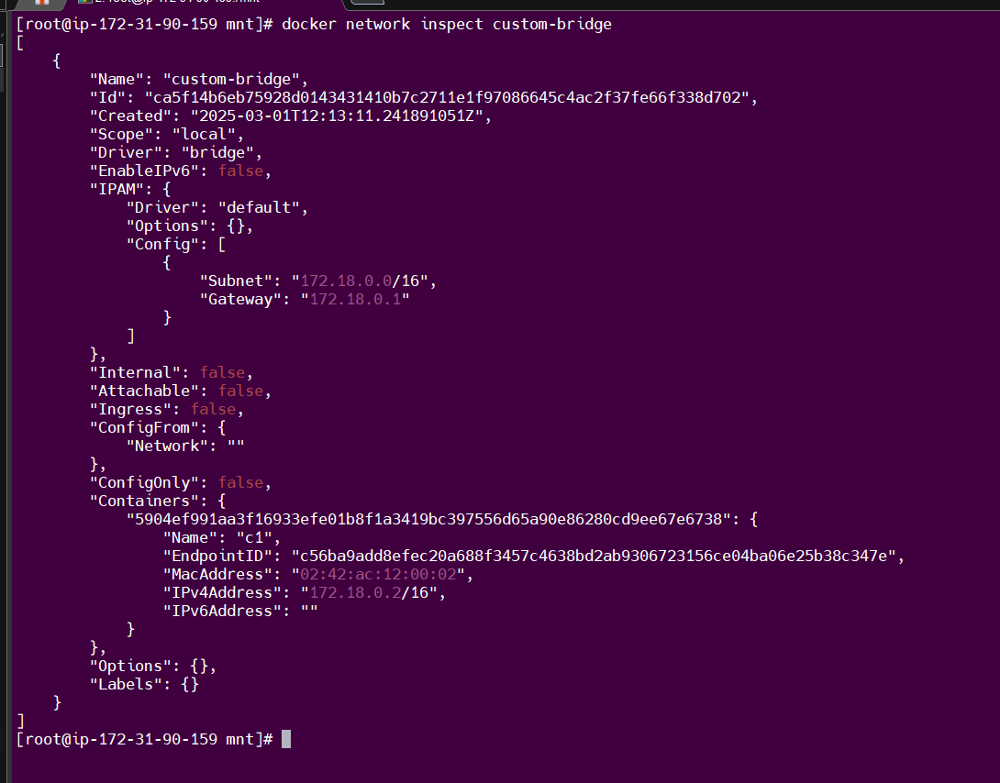 [root@ip-172-31-90-159 mnt]# docker network inspect custom-bridge
[
    {
        "Name": "custom-bridge",
        "Id": "ca5f14b6eb75928d0143431410b7c2711e1f97086645c4ac2f37fe66f338d702",
        "Created": "2025-03-01T12:13:11.241891051Z",
        "Scope": "local",
        "Driver": "bridge",
        "EnableIPv6": false,
        "IPAM": {
            "Driver": "default",
            "Options": {},
            "Config": [
                {
                    "Subnet": "172.18.0.0/16",
                    "Gateway": "172.18.0.1"
                }
            ]
        },
        "Internal": false,
        "Attachable": false,
        "Ingress": false,
        "ConfigFrom": {
            "Network": ""
        },
        "ConfigOnly": false,
        "Containers": {
            "5904ef991aa3f16933efe01b8f1a3419bc397556d65a90e86280cd9ee67e6738": {
                "Name": "c1",
                "EndpointID": "c56ba9add8efec20a688f3457c4638bd2ab9306723156ce04ba06e25b38c347e",
                "MacAddress": "02:42:ac:12:00:02",
                "IPv4Address": "172.18.0.2/16",
                "IPv6Address": ""
            }
        },
        "Options": {},
        "Labels": {}
    }
]
[root@ip-172-31-90-159 mnt]#